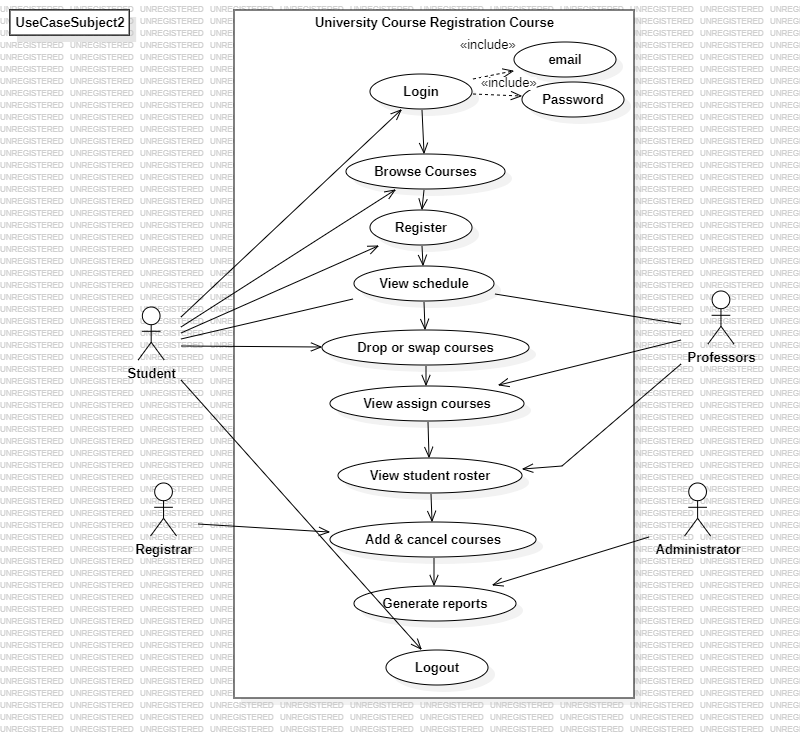 UseCaseSubject2
University Course Registration Course
«include»
email
«include»
Login
Password
Browse Courses
Register
View schedule
Drop or swap courses
Student
Professors
View assign courses
View student roster
Add & cancel courses
Registrar
Administrator
Generate reports
Logout
UNREGISTERED